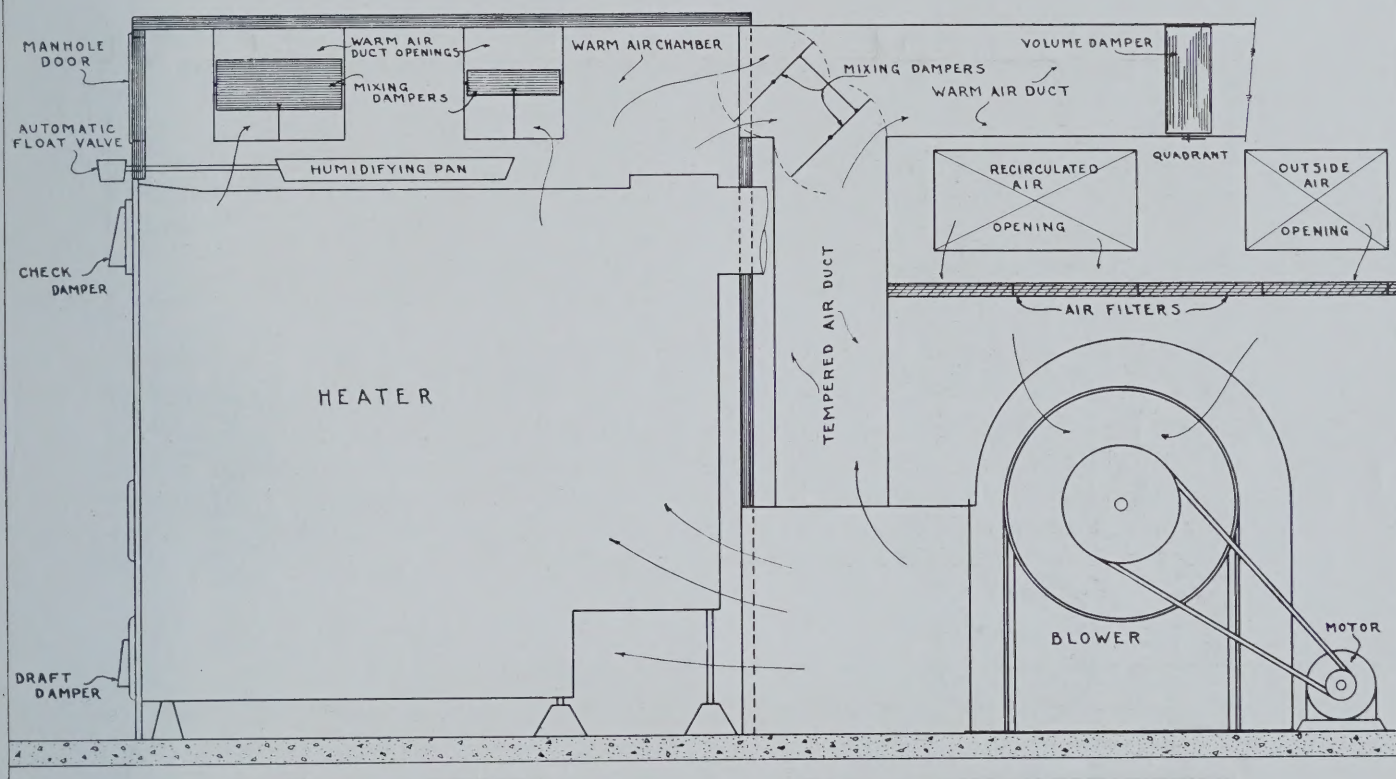 MANHOLE
DOOR
WARM AIR
DUCT OPENINGS
WARM AIR CHAMBER
MIXING
DAMPERS
MIXING DAMPERS
WARM AIR DUCT
VOLUME DAMPER
QUADRANT
AUTOMATIC
FLOAT VALVE
HUMIDIFYING PAN
RECIRCULATED
AIR
OPENING
OUTSIDE
AIR
OPENING
CHECK
DAMPER
AIR FILTERS
TEMPERED AIR DUCT
HEATER
BLOWER
MOTOR
DRAFT
DAMPER